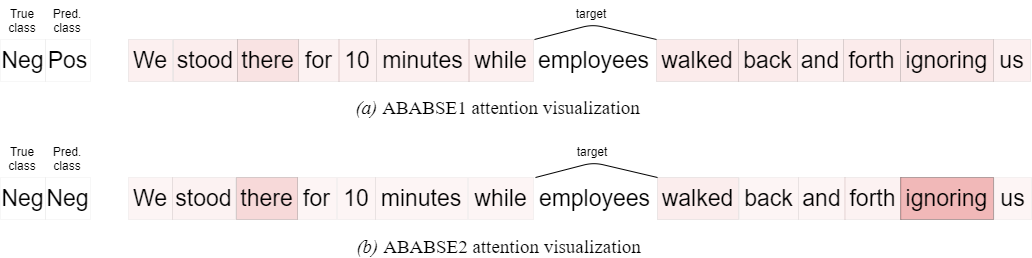 True Pred. target
class class
Neg Pos We stood there for 10 minutes while employees walked back and forth ignoring us
(a) ABABSE1 attention visualization
True Pred. target
class class
Neg Neg We stood there for 10 minutes while employees walked back and forth ignoring us
(b) ABABSE2 attention visualization